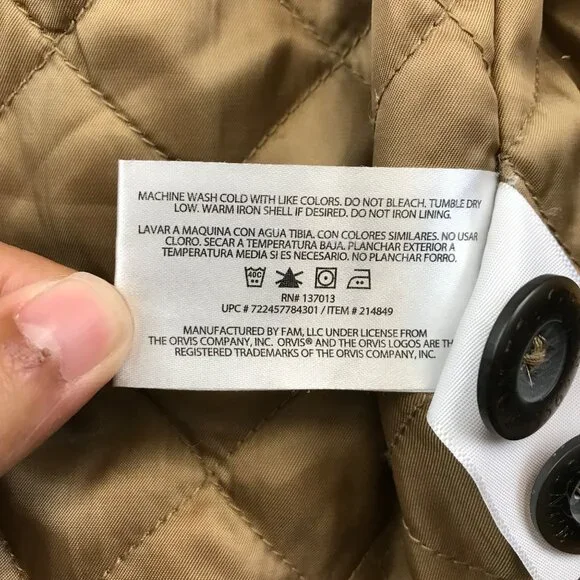 MACHINE WASH COLD WITH LIKE COLORS. DO NOT BLEACH. TUMBLE DRY
LOW. WARM IRON SHELL IF DESIRED. DO NOT IRON LINING.
LAVAR A MAQUINA CON AGUA TIBIA. CON COLORES SIMILARES. NO USAR
CLORO. SECAR A TEMPERATURA BAJA. PLANCHAR EXTERIOR A
TEMPERATURA MEDIA SI ES NECESARIO. NO PLANCHAR FORRO.
40C
RN# 137013
UPC # 722457784301 / ITEM # 214849
MANUFACTURED BY FAM, LLC UNDER LICENSE FROM
THE ORVIS COMPANY, INC. ORVIS® AND THE ORVIS LOGOS ARE TH
REGISTERED TRADEMARKS OF THE ORVIS COMPANY, INC.